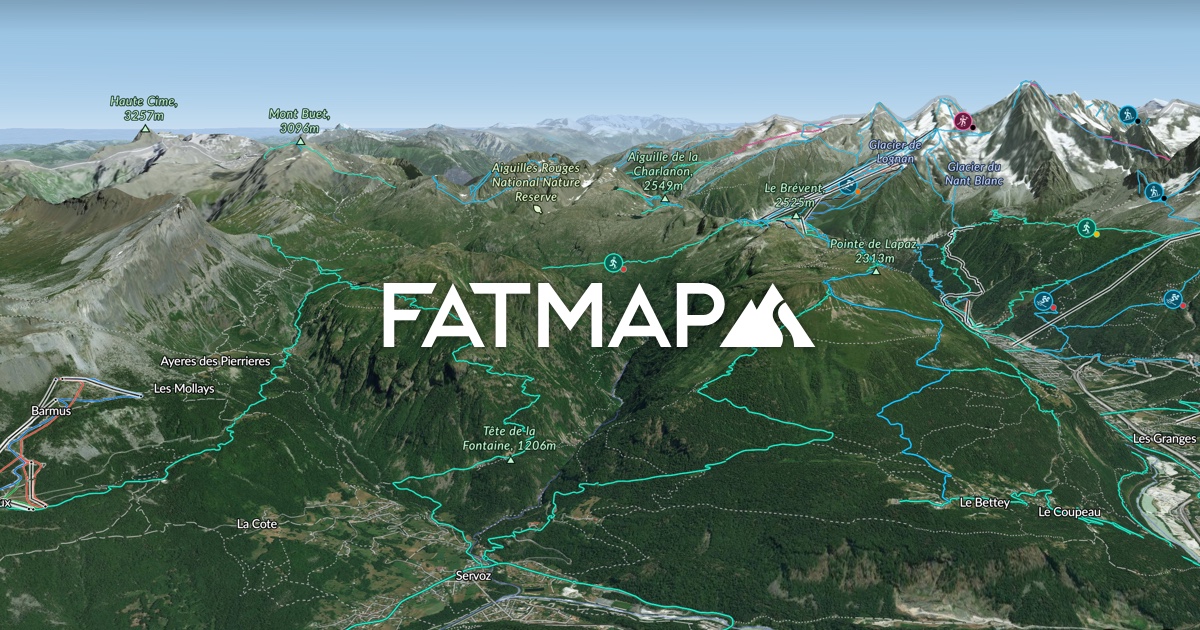 Haute Cime,
3257m
Mont Buet,
3096m
Aiguilles Rouges
National Nature
Reserve
Aiguille de la
Charlanon,
2549m
Glacier de
Lognan
Glacier du
Nant Blanc
Le Brévent,
2525m
Pointe de Lapaz,
2313m
FATMAP
Ayeres des Pierrieres
Les Mollays
Barmus
Tête de la
Fontaine, 1206m
Les Granges
ux
Le Bettey
Le Coupeau
La Cote
Servoz